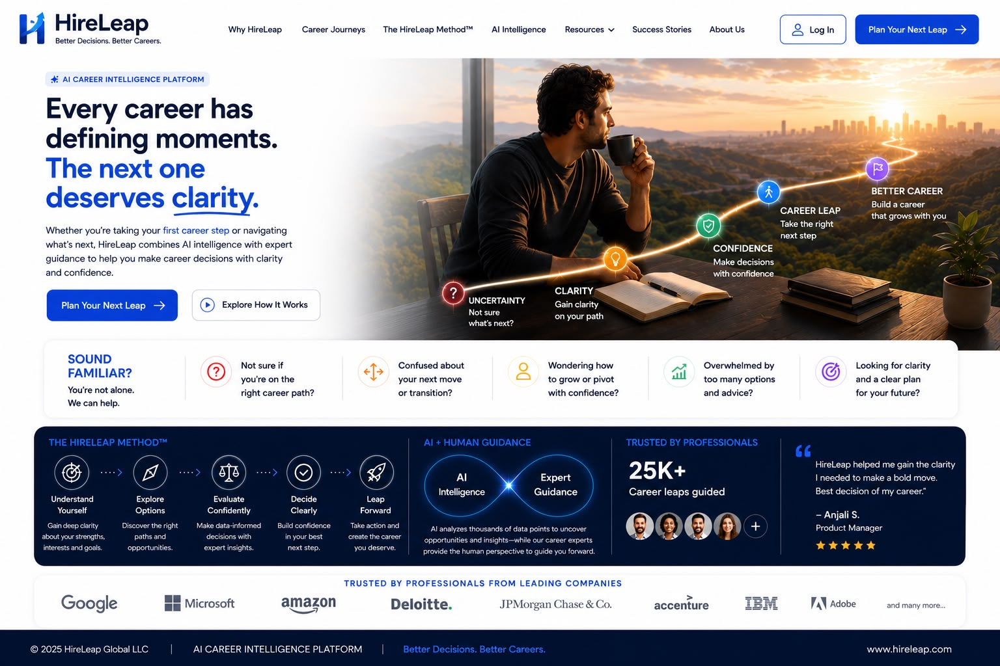 HireLeap
Better Decisions. Better Careers.
Why HireLeap
Career Journeys
The HireLeap Method™
AI Intelligence
Resources
Success Stories
About Us
Log In
Plan Your Next Leap
AI CAREER INTELLIGENCE PLATFORM
Every career has
defining moments.
The next one
deserves clarity.
Whether you're taking your first career step or navigating
what's next, HireLeap combines AI intelligence with expert
guidance to help you make career decisions with clarity
and confidence.
Plan Your Next Leap
Explore How It Works
?
UNCERTAINTY
Not sure
what's next?
CLARITY
Gain clarity
on your path
CONFIDENCE
Make decisions
with confidence
CAREER LEAP
Take the right
next step
BETTER CAREER
Build a career
that grows with you
SOUND
FAMILIAR?
You're not alone.
We can help.
?
Not sure if
you're on the
right career path?
Confused about
your next move
or transition?
Wondering how
to grow or pivot
with confidence?
Overwhelmed by
too many options
and advice?
Looking for clarity
and a clear plan
for your future?
THE HIRELEAP METHOD™
Understand
Yourself
Gain deep clarity
about your strengths,
interests and goals.
Explore
Options
Discover the right
paths and
opportunities.
Evaluate
Confidently
Make data-informed
decisions with
expert insights.
Decide
Clearly
Build confidence
in your best
next step.
Leap
Forward
Take action and
create the career
you deserve.
AI + HUMAN GUIDANCE
AI
Intelligence
Expert
Guidance
AI analyzes thousands of data points to uncover
opportunities and insights—while our career experts
provide the human perspective to guide you forward.
TRUSTED BY PROFESSIONALS
25K+
Career leaps guided
+
“
HireLeap helped me gain the clarity
I needed to make a bold move.
Best decision of my career.”
– Anjali S.
Product Manager
TRUSTED BY PROFESSIONALS FROM LEADING COMPANIES
Google
Microsoft
amazon
Deloitte.
JPMorgan Chase & Co.
accenture
IBM
Adobe
and many more...
© 2025 HireLeap Global LLC
AI CAREER INTELLIGENCE PLATFORM
Better Decisions. Better Careers.
www.hireleap.com